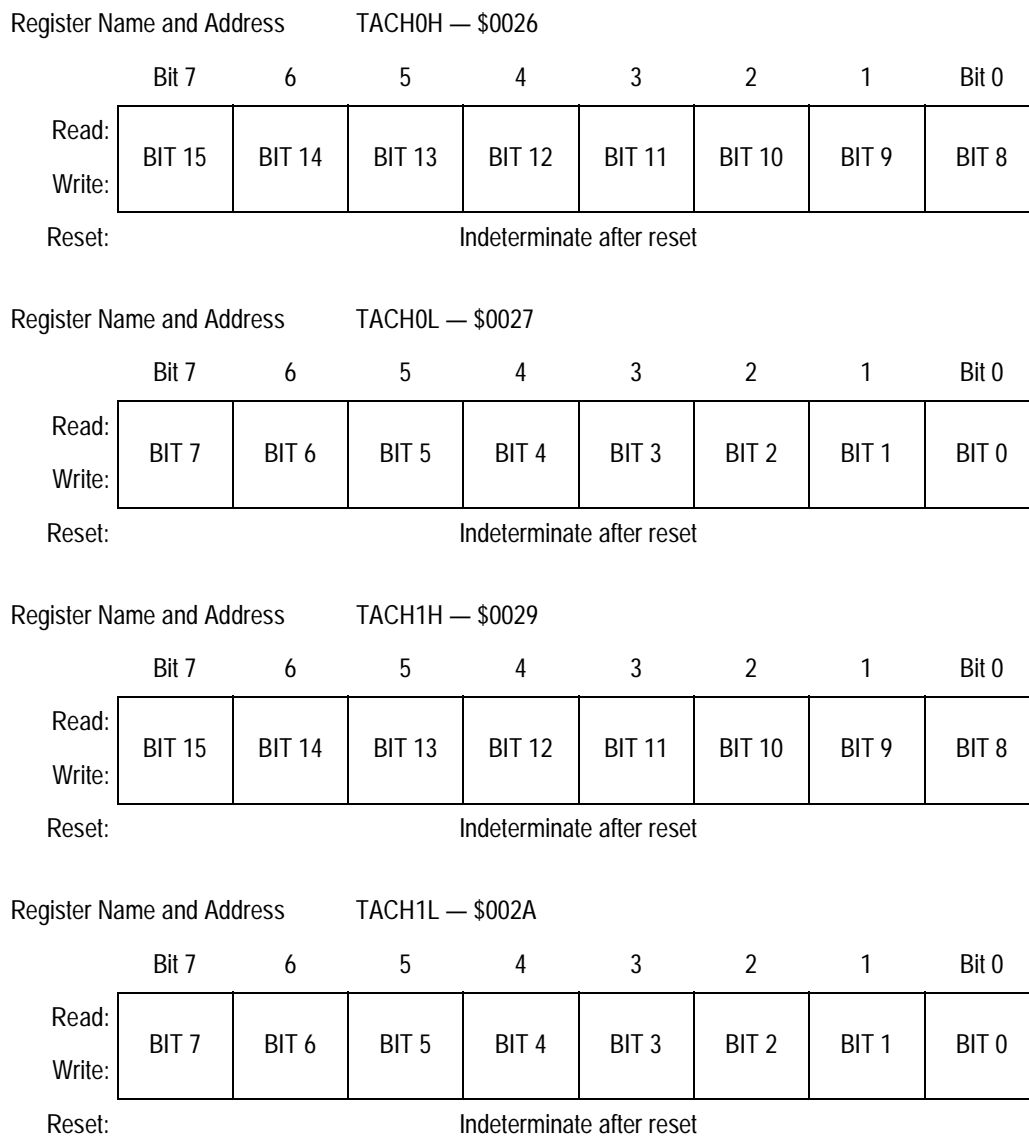 Register Name and Address TACH0H — $0026
Bit 7 6 5 4 3 2 1 Bit 0
Read:
BIT 15 BIT 14 BIT 13 BIT 12 BIT 11 BIT 10 BIT 9 BIT 8
Write:
Reset: Indeterminate after reset
Register Name and Address TACH0L — $0027
Bit 7 6 5 4 3 2 1 Bit 0
Read:
BIT 7 BIT 6 BIT 5 BIT 4 BIT 3 BIT 2 BIT 1 BIT 0
Write:
Reset: Indeterminate after reset
Register Name and Address TACH1H — $0029
Bit 7 6 5 4 3 2 1 Bit 0
Read:
BIT 15 BIT 14 BIT 13 BIT 12 BIT 11 BIT 10 BIT 9 BIT 8
Write:
Reset: Indeterminate after reset
Register Name and Address TACH1L — $002A
Bit 7 6 5 4 3 2 1 Bit 0
Read:
BIT 7 BIT 6 BIT 5 BIT 4 BIT 3 BIT 2 BIT 1 BIT 0
Write:
Reset: Indeterminate after reset